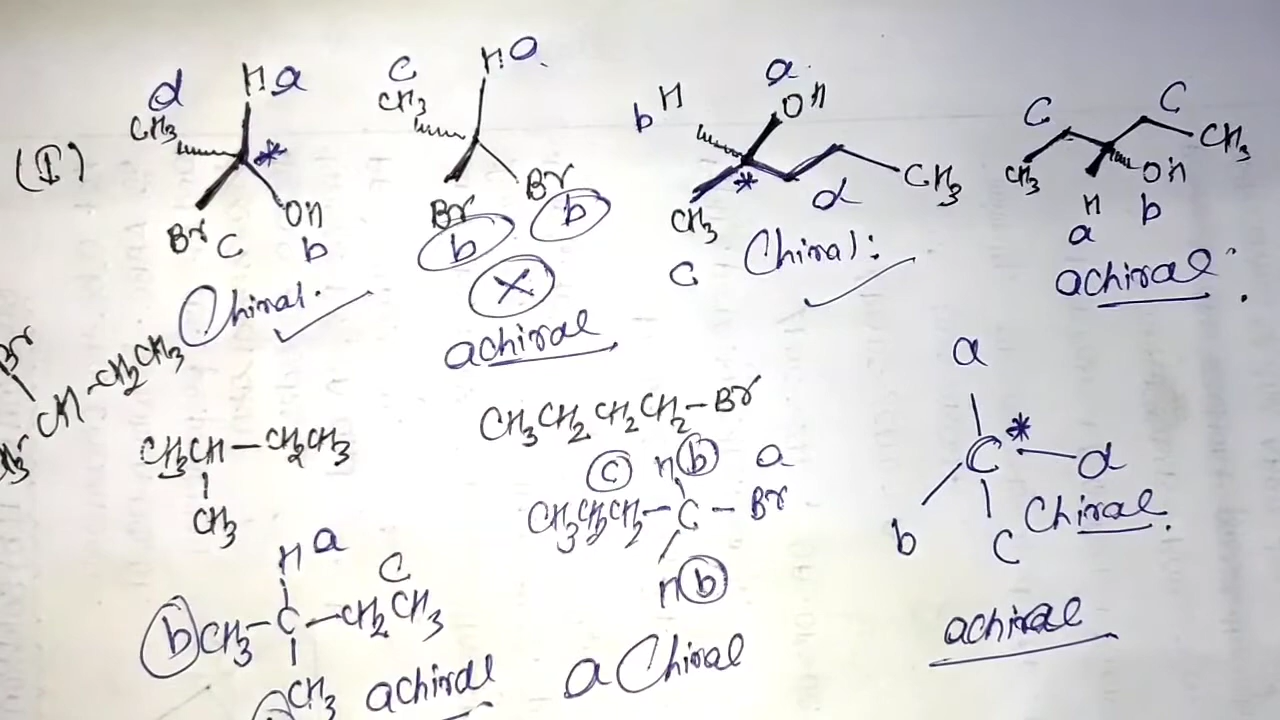 (I)
d H a
CH3
*
Br C OH b
Chiral.
C H a
CH3
Br Br
b b
X
achiral
b H a OH
*
CH3 d CH3
C
Chiral:
C C
CH3 CH3
H OH
a b
achiral:
Br
CH-CH2CH3
CH3CH-CH2CH3
CH3
H a
C
b CH3-C-CH2CH3
CH3 achiral
CH3CH2CH2CH2-Br
C H b a
CH3CH2CH2-C-Br
H b
a Chiral
a
C* d
b C Chiral.
achiral